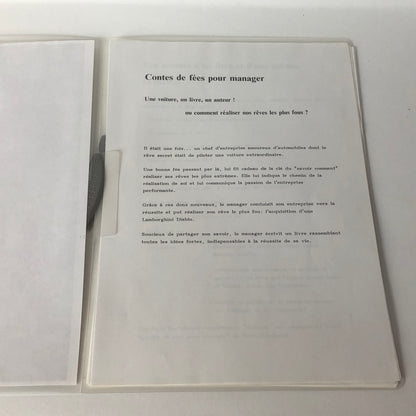 Contes de fées pour manager
Une voiture, un livre, un auteur !
ou comment réaliser nos rêves les plus fous ?
Il était une fois... un chef d'entreprise amoureux d'automobiles dont le
rêve secret était de piloter une voiture extraordinaire.
Une bonne fée passant par là, lui fit cadeau de la clé du "savoir comment"
réaliser ses rêves les plus extrêmes. Elle lui indiqua le chemin de la
réalisation de soi et lui communiqua la passion de l'entreprise
performante.
Grâce à ces dons nouveaux, le manager conduisit son entreprise vers la
réussite et put réaliser son rêve le plus fou: l'acquisition d'une
Lamborghini Diablo.
Soucieux de partager son savoir, le manager écrivit un livre rassemblant
toutes les idées fortes, indispensables à la réussite de sa vie.